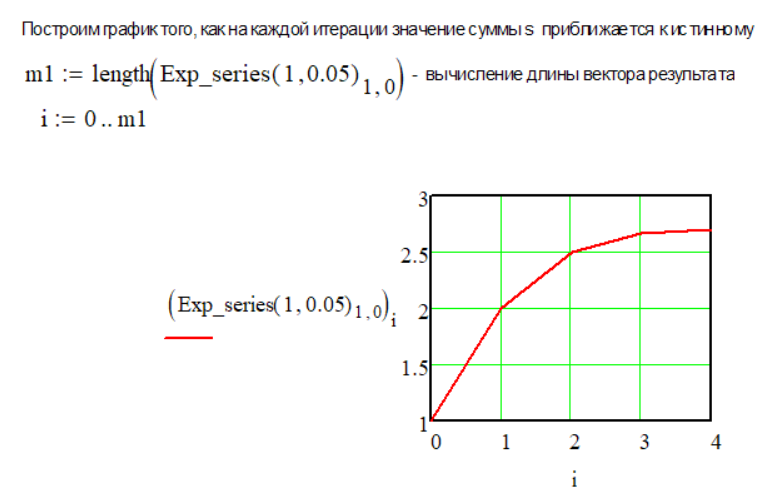 Построим график того, как на каждой итерации значение суммы s приближается к истинному
m1 := length(Exp_series(1,0.05)1,0) - вычисление длины вектора результата
i := 0 .. m1
3
2.5
(Exp_series(1,0.05)1,0)i
2
1.5
1
0 1 2 3 4
i